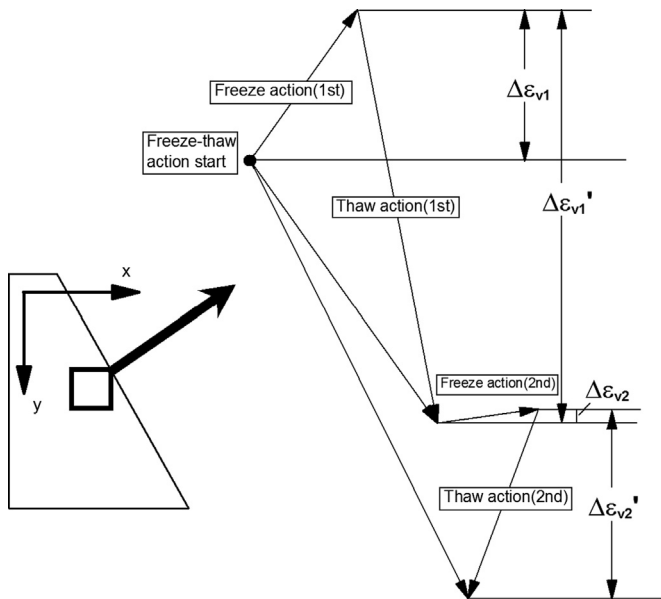 Freeze action(1st)
Δεv1
Freeze-thaw
action start
Thaw action(1st)
Δεv1'
x
y
Freeze action(2nd)
Δεv2
Thaw action(2nd)
Δεv2'